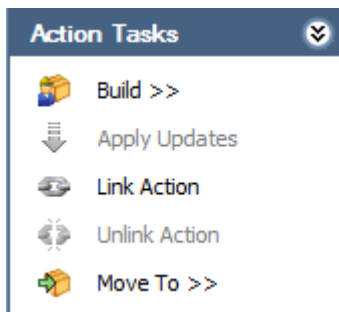 Action Tasks
Build >>
Apply Updates
Link Action
Unlink Action
Move To >>